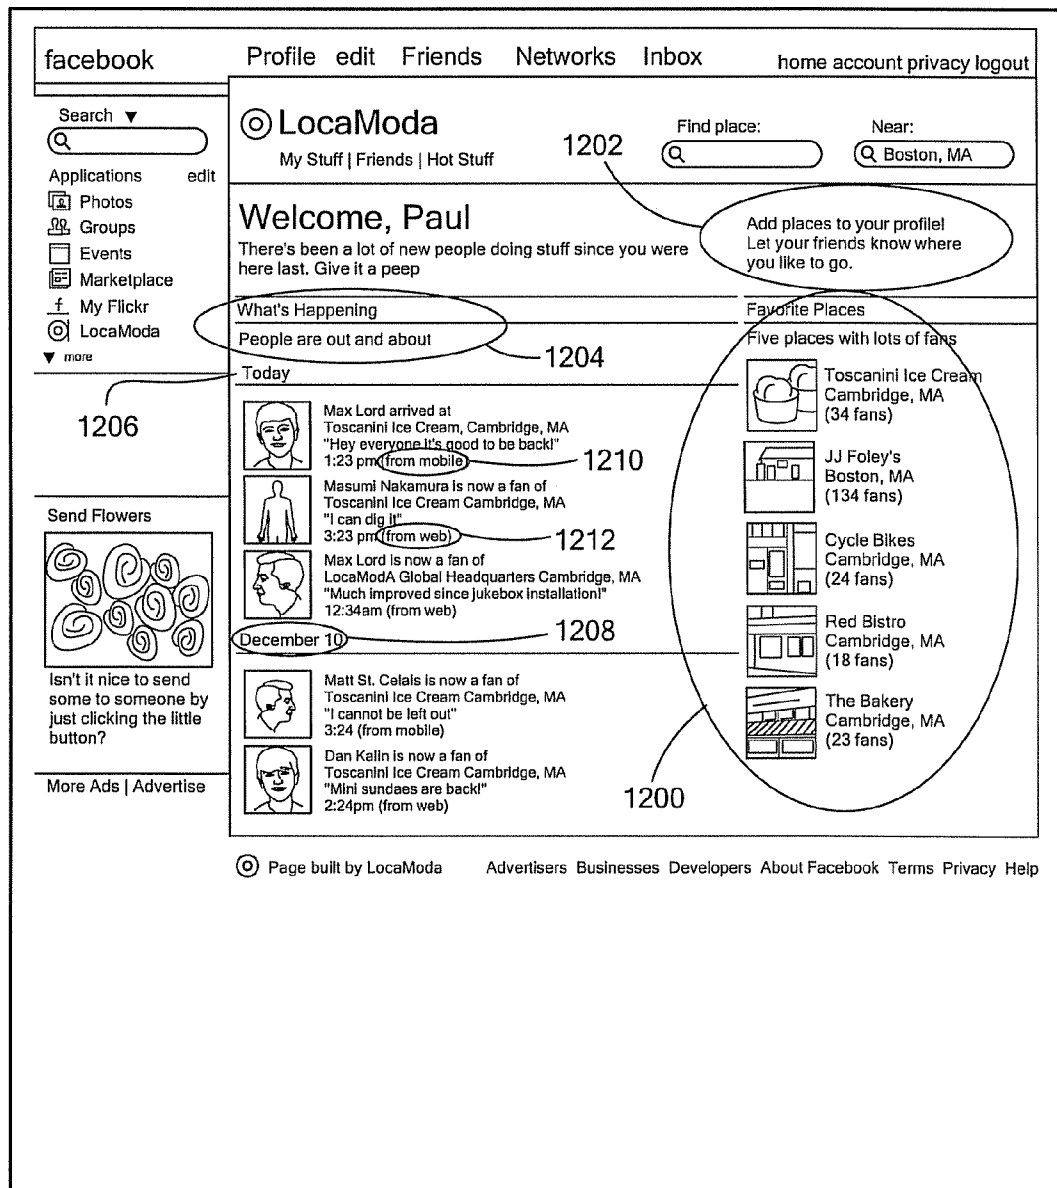 facebook
Profile edit Friends Networks Inbox
home account privacy logout
Search ▼
Applications edit
Photos
Groups
Events
Marketplace
f My Flickr
LocaModa
▼ more
Send Flowers
Isn't it nice to send
some to someone by
just clicking the little
button?
More Ads | Advertise
LocaModa
My Stuff | Friends | Hot Stuff
1202
Find place:
Near:
Boston, MA
Welcome, Paul
There's been a lot of new people doing stuff since you were
here last. Give it a peep
Add places to your profile!
Let your friends know where
you like to go.
What's Happening
People are out and about
1204
Today
1206
Max Lord arrived at
Toscanini Ice Cream, Cambridge, MA
"Hey everyone it's good to be back!"
1:23 pm (from mobile)
1210
Masumi Nakamura is now a fan of
Toscanini Ice Cream Cambridge, MA
"I can dig it"
3:23 pm (from web)
1212
Max Lord is now a fan of
LocaModA Global Headquarters Cambridge, MA
"Much improved since jukebox installation!"
12:34am (from web)
December 10
1208
Matt St. Celais is now a fan of
Toscanini Ice Cream Cambridge, MA
"I cannot be left out"
3:24 (from mobile)
Dan Kalin is now a fan of
Toscanini Ice Cream Cambridge, MA
"Mini sundaes are back!"
2:24pm (from web)
Favorite Places
Five places with lots of fans
Toscanini Ice Cream
Cambridge, MA
(34 fans)
JJ Foley's
Boston, MA
(134 fans)
Cycle Bikes
Cambridge, MA
(24 fans)
Red Bistro
Cambridge, MA
(18 fans)
The Bakery
Cambridge, MA
(23 fans)
1200
Page built by LocaModa
Advertisers Businesses Developers About Facebook Terms Privacy Help